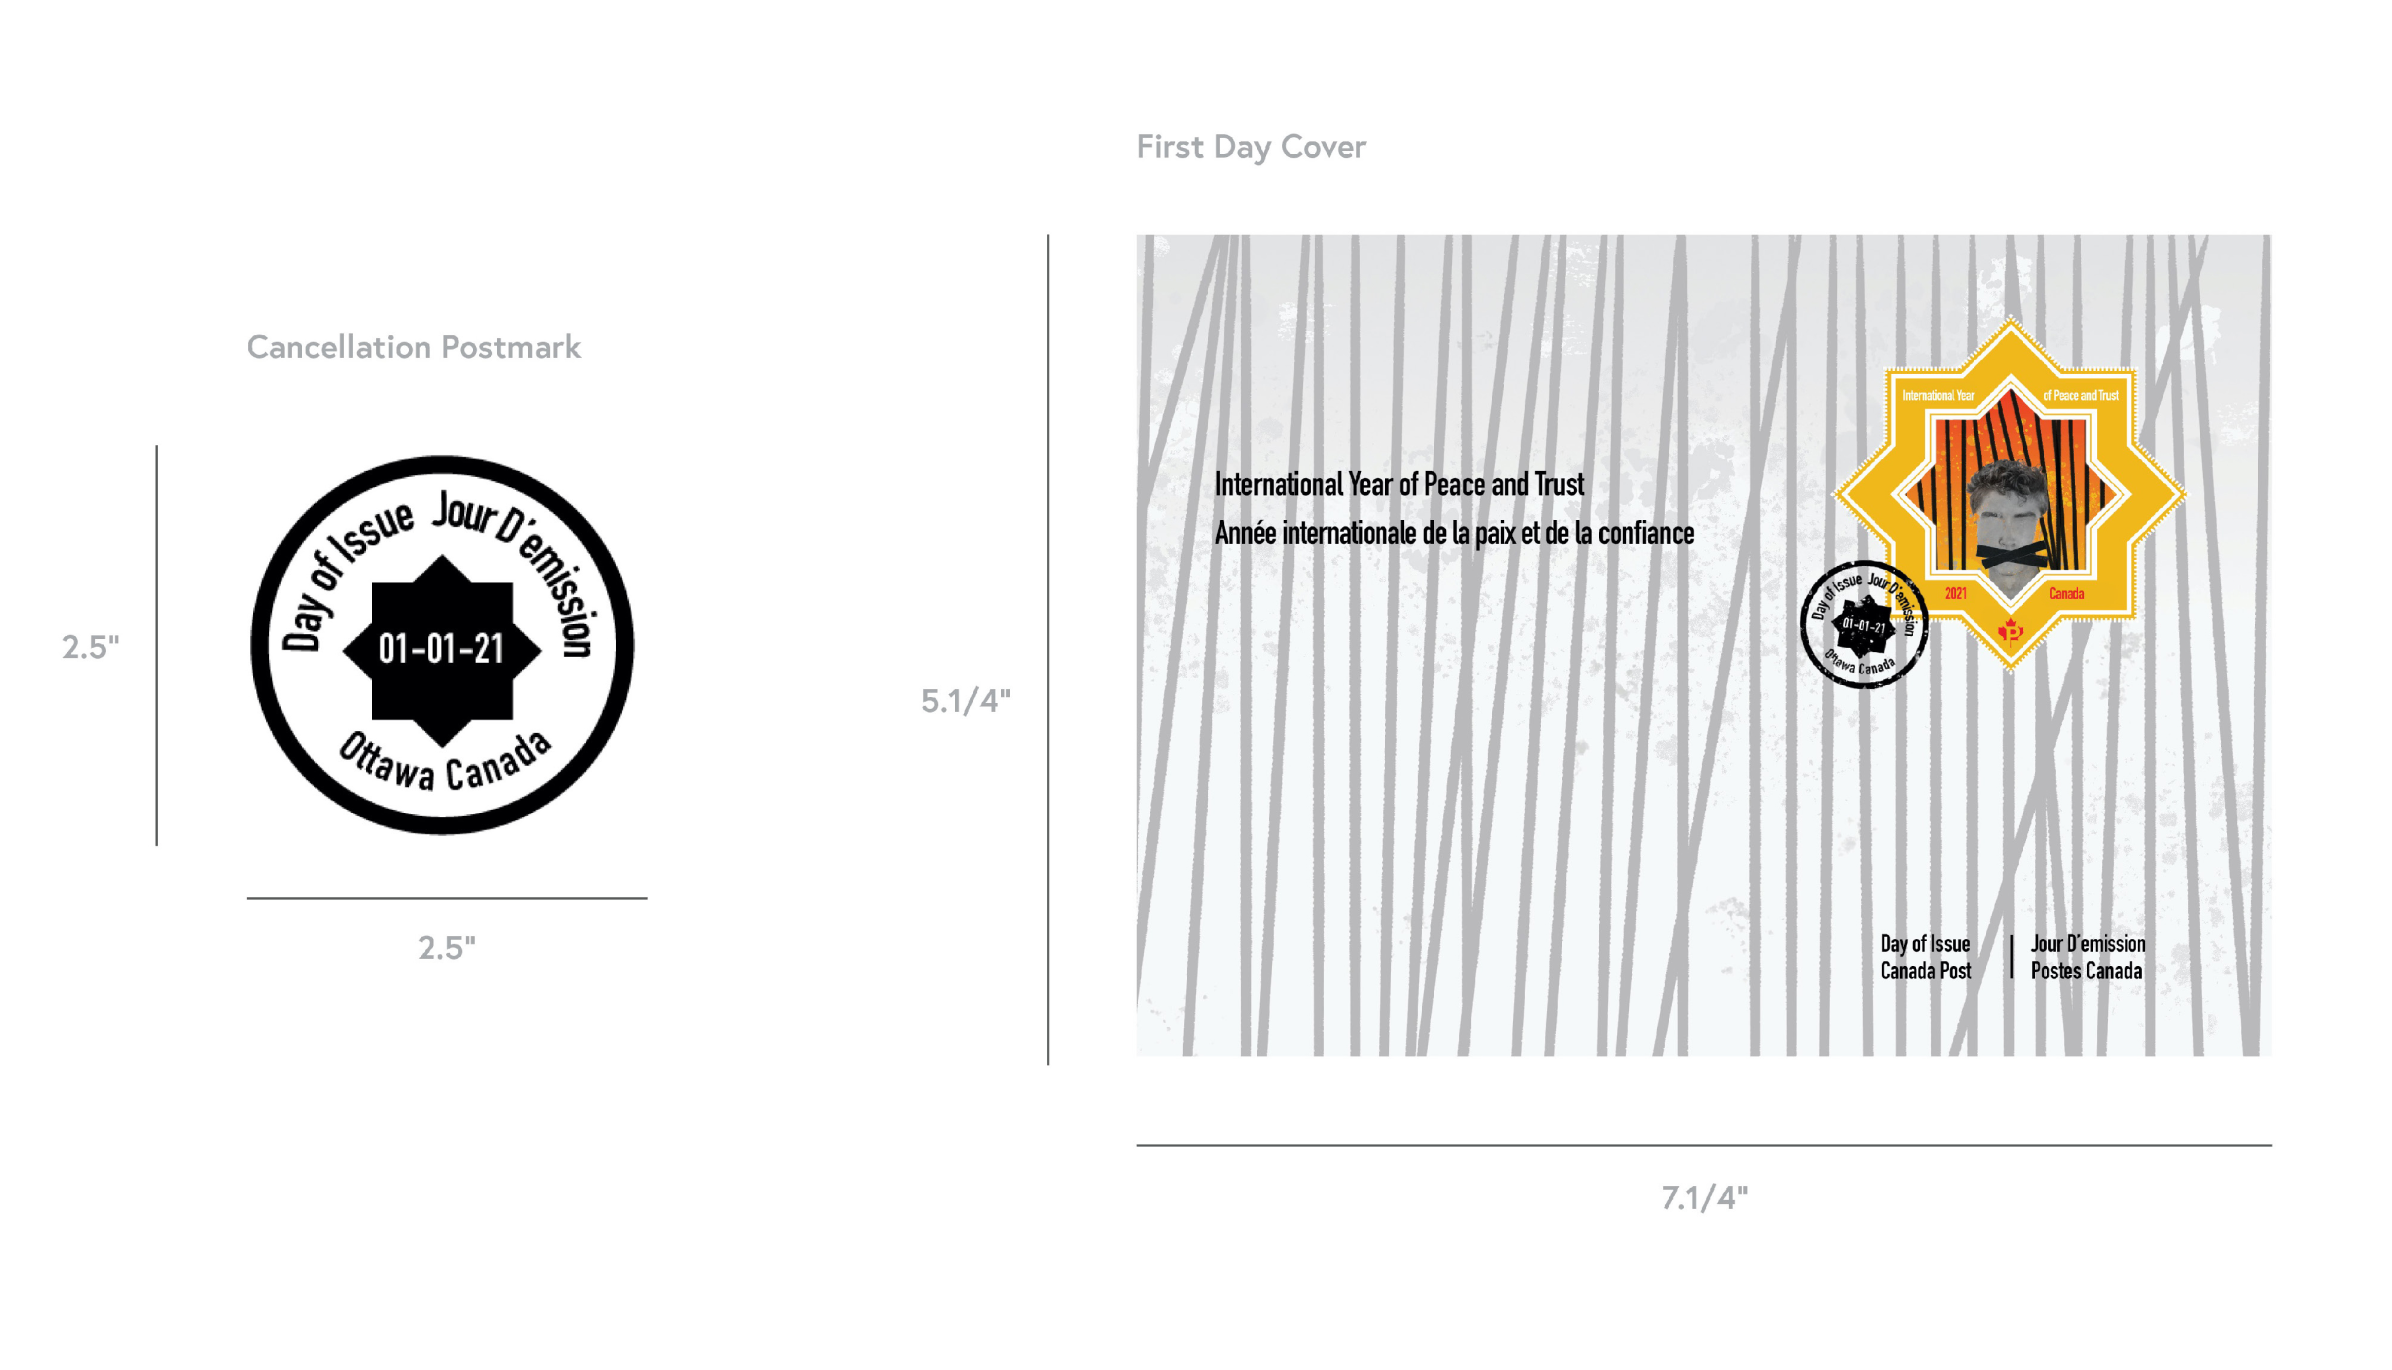 First Day Cover
Cancellation Postmark
Day of Issue Jour D'emission
01-01-21
Ottawa Canada
2.5"
2.5"
5.1/4"
International Year of Peace and Trust
Année internationale de la paix et de la confiance
International Year of Peace and Trust
2021 Canada
P
Day of Issue Jour D'emission
01-01-21
Ottawa Canada
Day of Issue
Canada Post
Jour D'emission
Postes Canada
7.1/4"